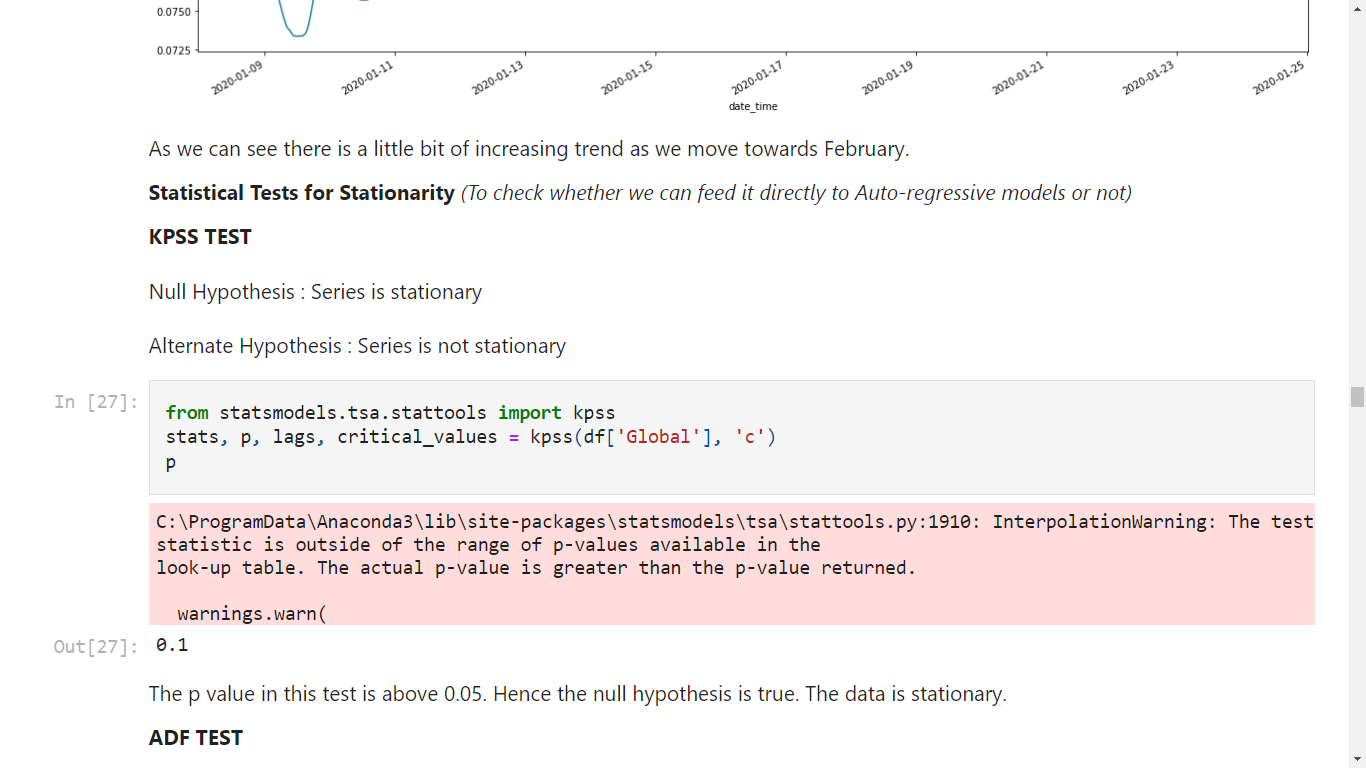 0.0750
0.0725
2020-01-09 2020-01-11 2020-01-13 2020-01-15 2020-01-17 2020-01-19 2020-01-21 2020-01-23 2020-01-25
date_time
As we can see there is a little bit of increasing trend as we move towards February.
Statistical Tests for Stationarity (To check whether we can feed it directly to Auto-regressive models or not)
KPSS TEST
Null Hypothesis : Series is stationary
Alternate Hypothesis : Series is not stationary
In [27]:
from statsmodels.tsa.stattools import kpss
stats, p, lags, critical_values = kpss(df['Global'], 'c')
p
C:\ProgramData\Anaconda3\lib\site-packages\statsmodels\tsa\stattools.py:1910: InterpolationWarning: The test
statistic is outside of the range of p-values available in the
look-up table. The actual p-value is greater than the p-value returned.
warnings.warn(
Out[27]: 0.1
The p value in this test is above 0.05. Hence the null hypothesis is true. The data is stationary.
ADF TEST